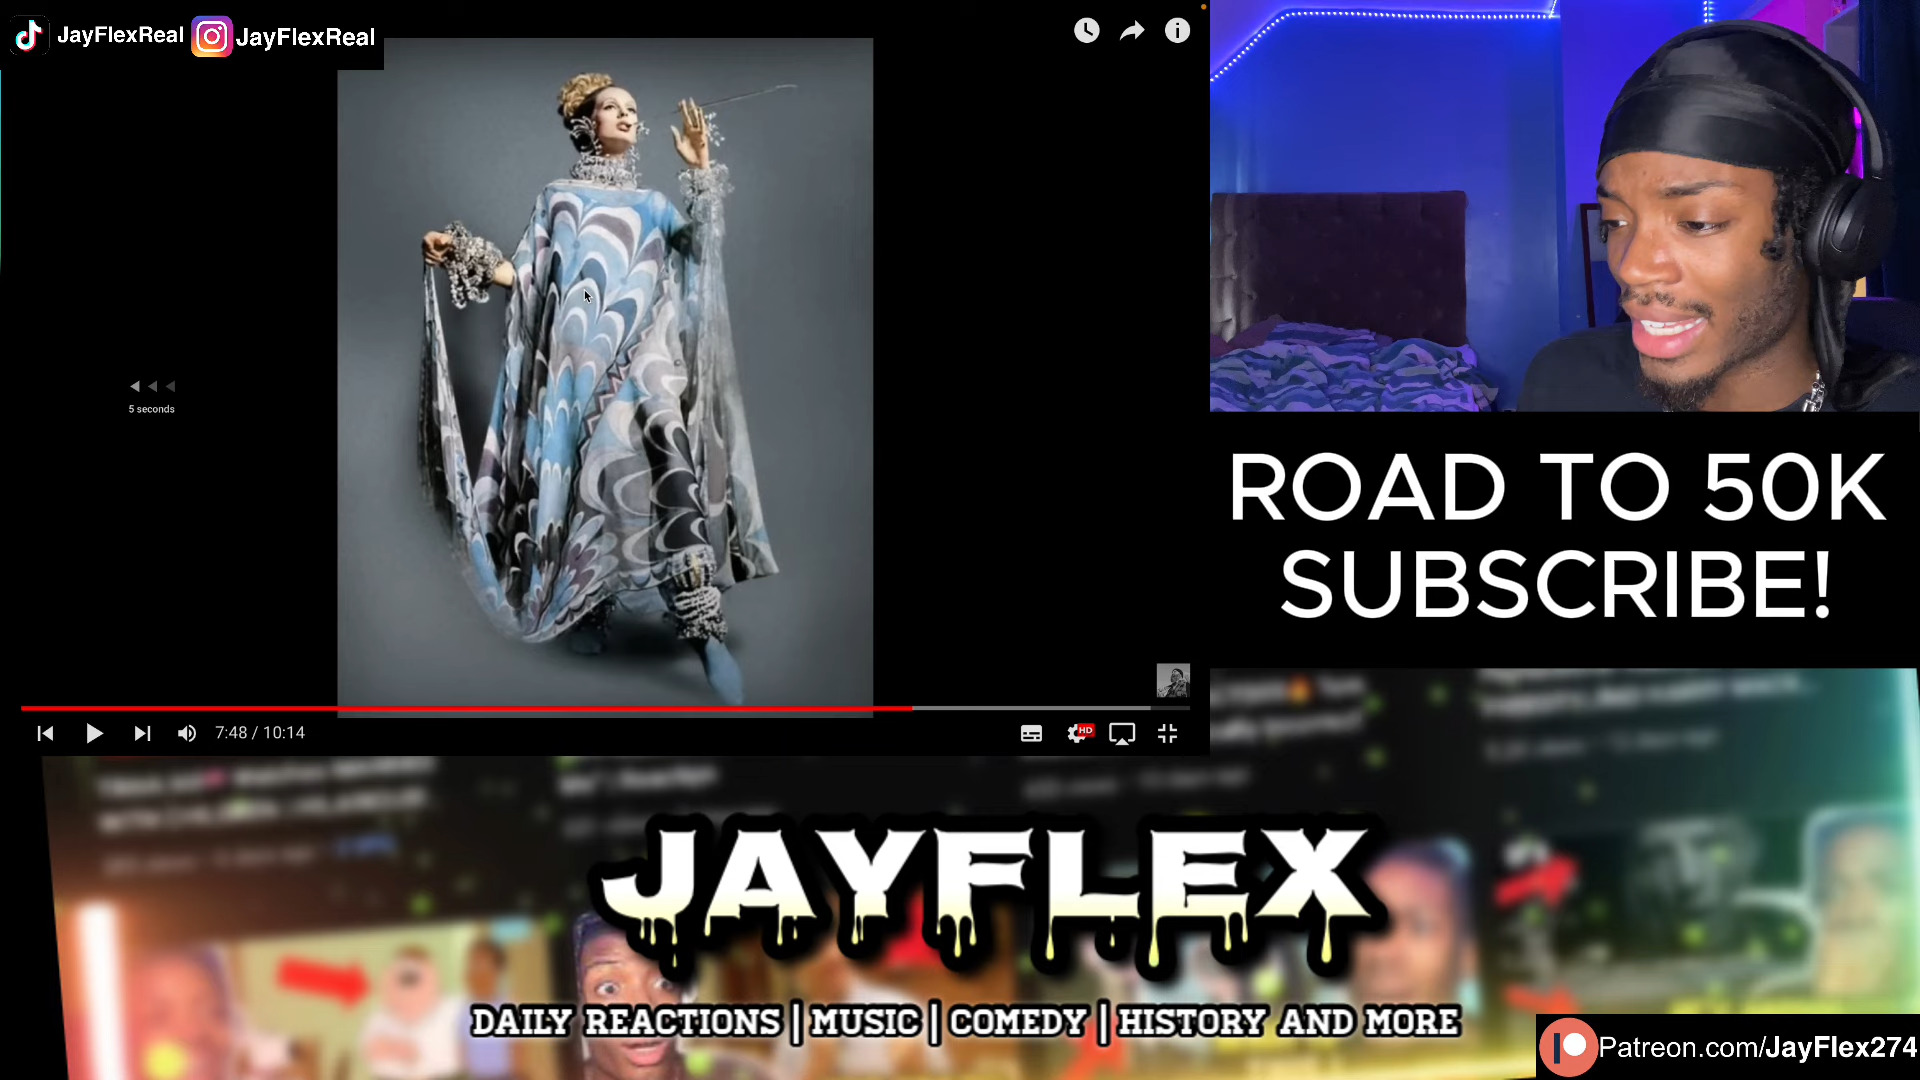 JayFlexReal JayFlexReal
5 seconds
7:48 / 10:14
HD
ROAD TO 50K
SUBSCRIBE!
JAYFLEX
DAILY REACTIONS | MUSIC | COMEDY | HISTORY AND MORE
Patreon.com/JayFlex274